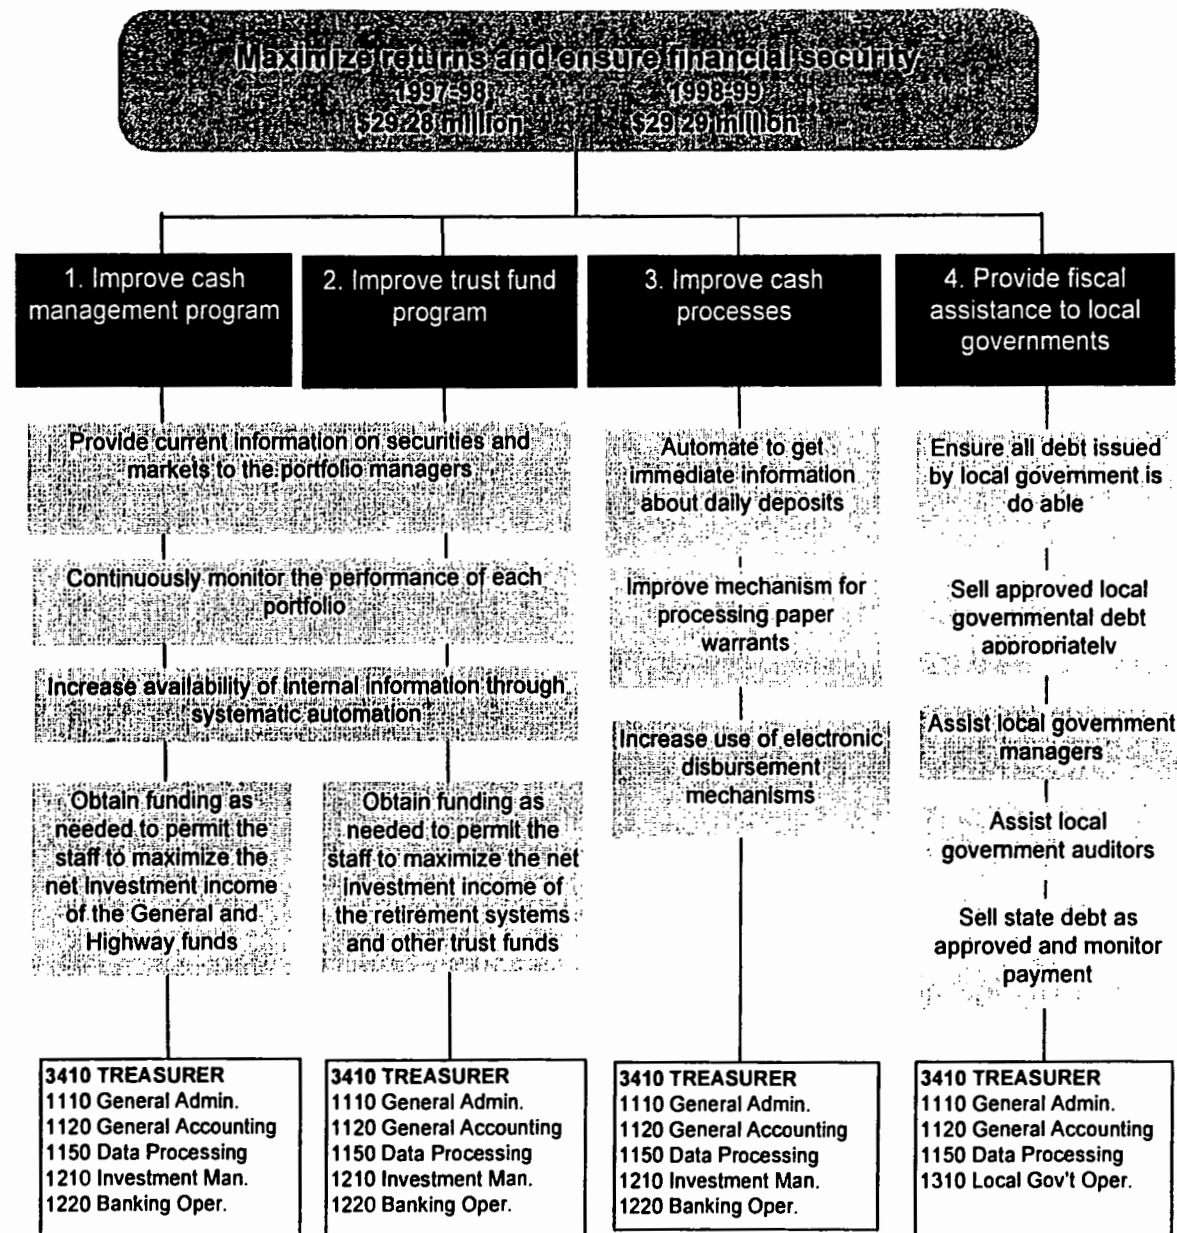 Maximize returns and ensure financial security
1997-98 1998-99
$29.28 million $29.29 million
1. Improve cash
management program
2. Improve trust fund
program
3. Improve cash
processes
4. Provide fiscal
assistance to local
governments
Provide current information on securities and
markets to the portfolio managers
Continuously monitor the performance of each
portfolio
Increase availability of internal information through
systematic automation
Obtain funding as
needed to permit the
staff to maximize the
net investment income
of the General and
Highway funds
Obtain funding as
needed to permit the
staff to maximize the net
investment income of
the retirement systems
and other trust funds
Automate to get
immediate information
about daily deposits
Improve mechanism for
processing paper
warrants
Increase use of electronic
disbursement
mechanisms
Ensure all debt issued
by local government is
do able
Sell approved local
governmental debt
appropriately
Assist local government
managers
Assist local
government auditors
Sell state debt as
approved and monitor
payment
3410 TREASURER
1110 General Admin.
1120 General Accounting
1150 Data Processing
1210 Investment Man.
1220 Banking Oper.
3410 TREASURER
1110 General Admin.
1120 General Accounting
1150 Data Processing
1210 Investment Man.
1220 Banking Oper.
3410 TREASURER
1110 General Admin.
1120 General Accounting
1150 Data Processing
1210 Investment Man.
1220 Banking Oper.
3410 TREASURER
1110 General Admin.
1120 General Accounting
1150 Data Processing
1310 Local Gov't Oper.